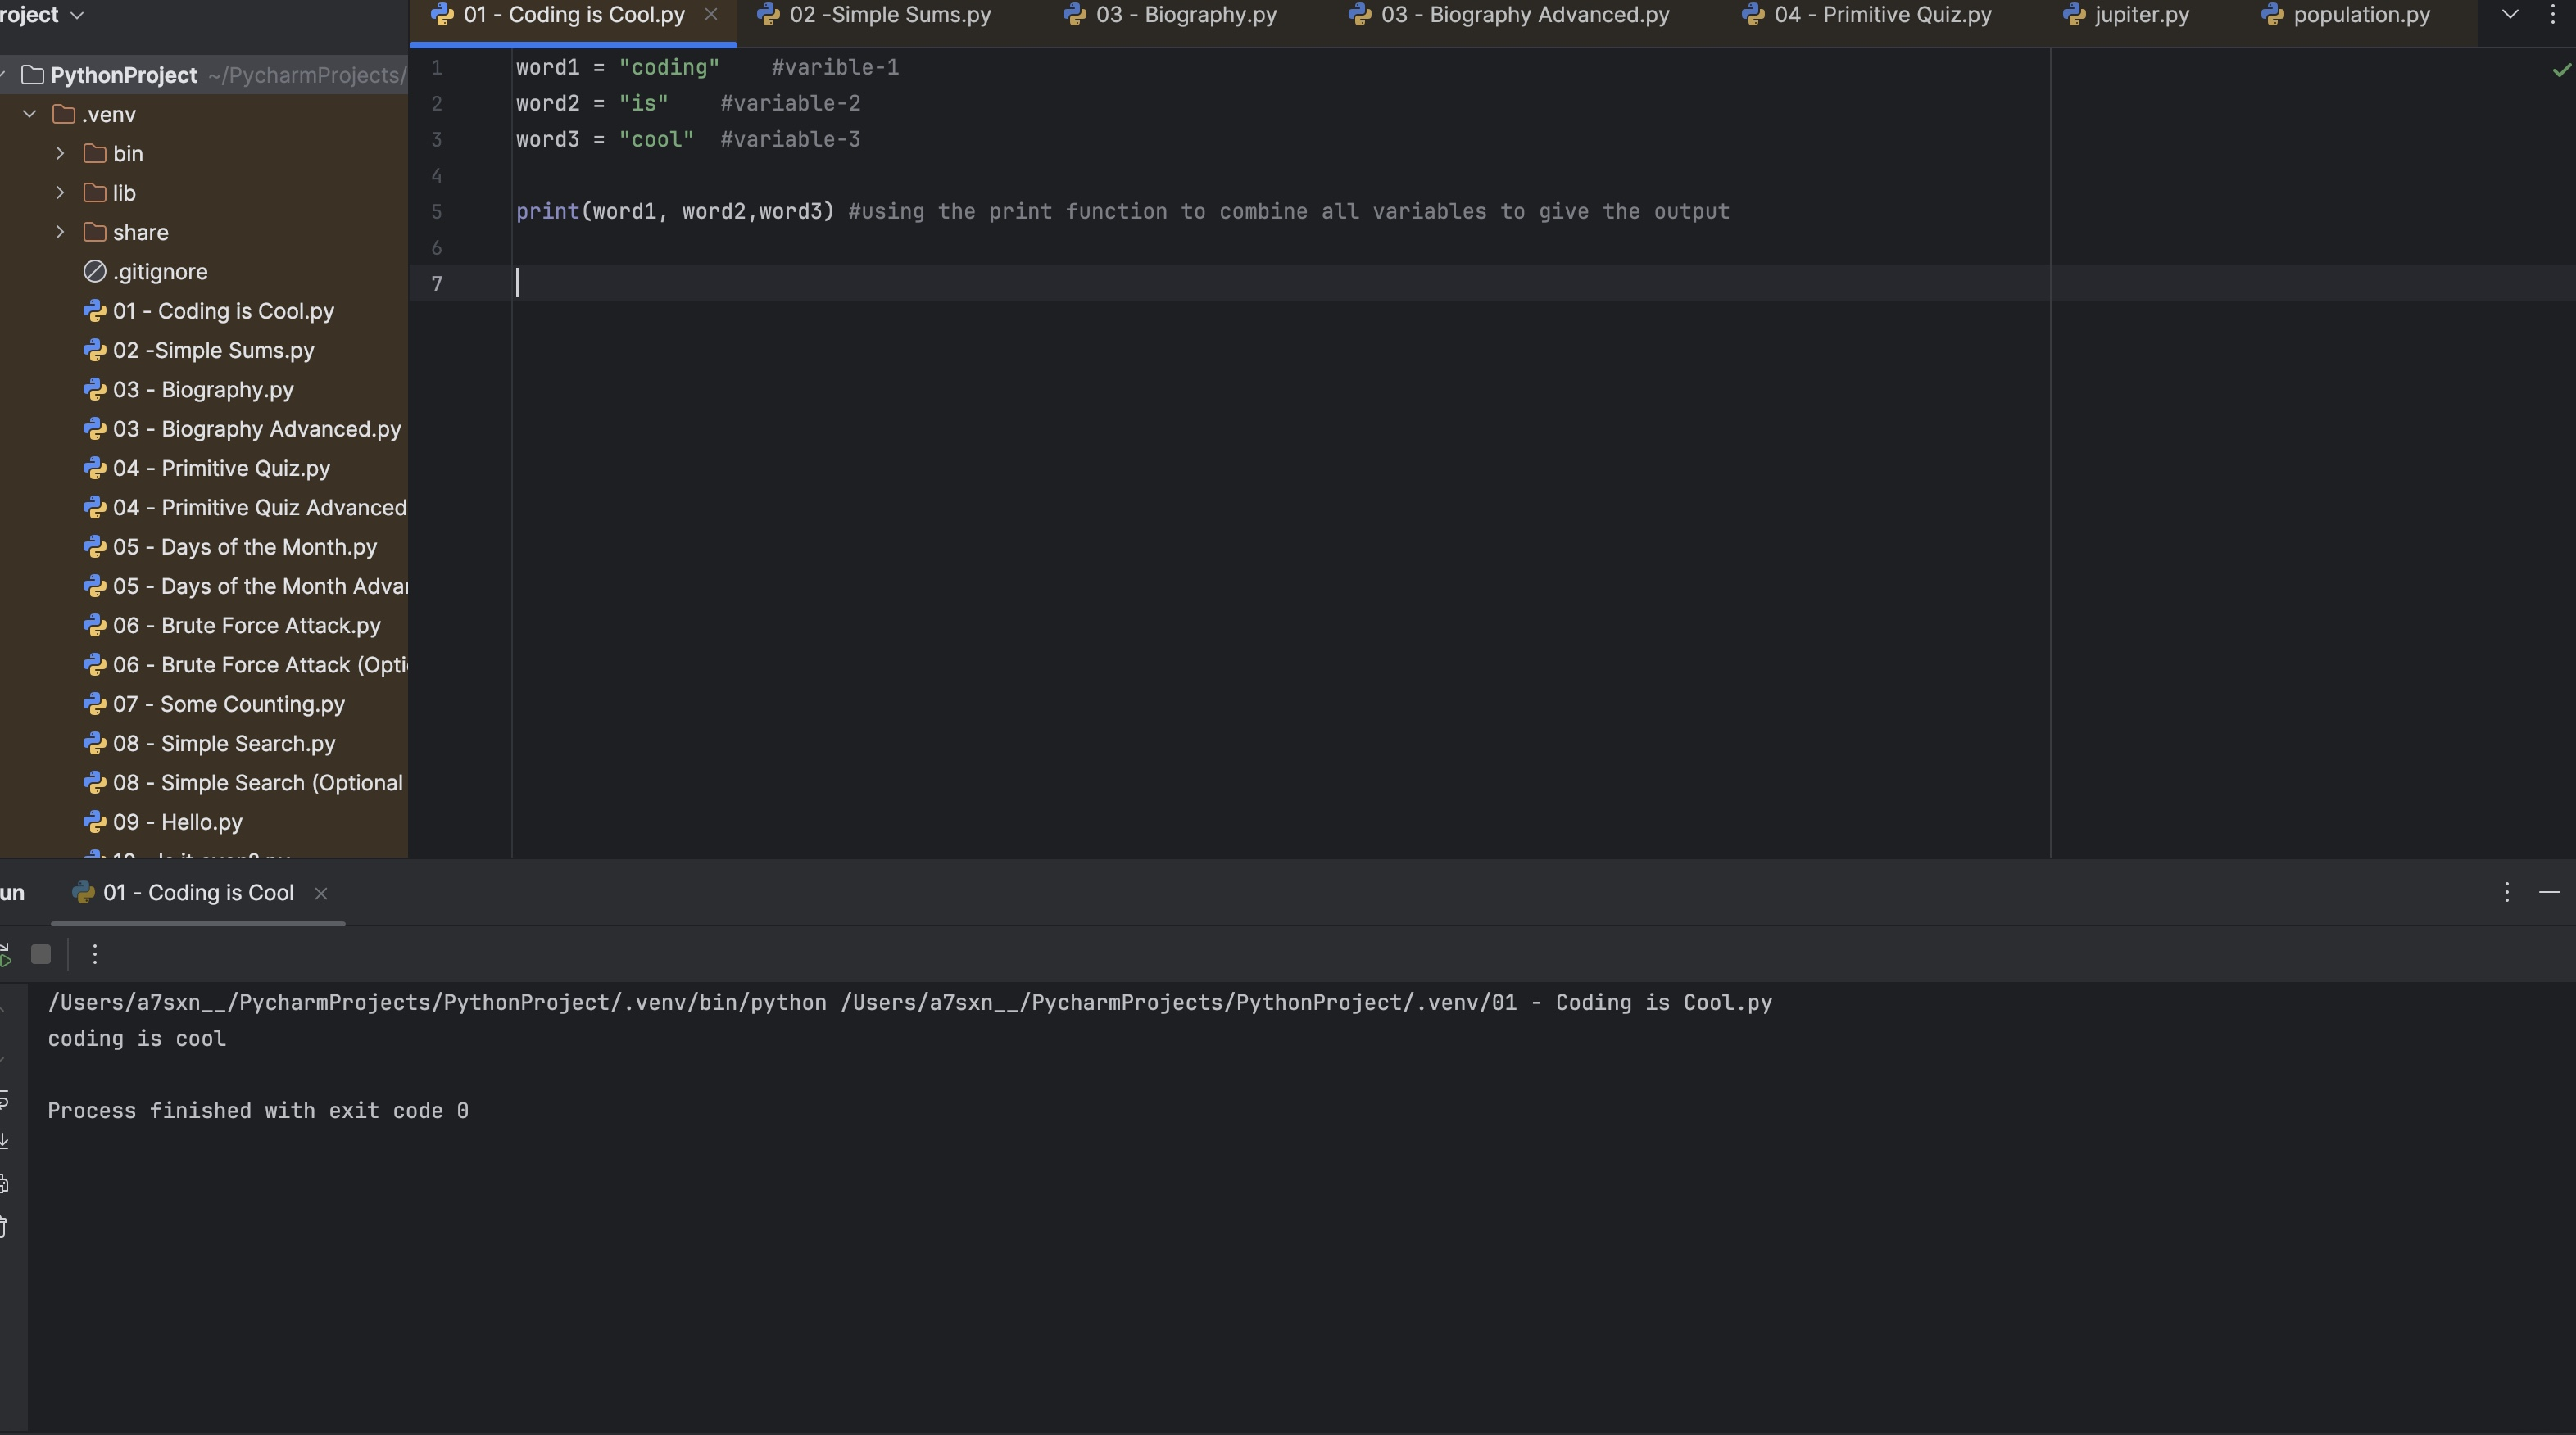 roject
01 - Coding is Cool.py
02 -Simple Sums.py
03 - Biography.py
03 - Biography Advanced.py
04 - Primitive Quiz.py
jupiter.py
population.py
PythonProject ~/PycharmProjects/
.venv
bin
lib
share
.gitignore
01 - Coding is Cool.py
02 -Simple Sums.py
03 - Biography.py
03 - Biography Advanced.py
04 - Primitive Quiz.py
04 - Primitive Quiz Advanced
05 - Days of the Month.py
05 - Days of the Month Advan
06 - Brute Force Attack.py
06 - Brute Force Attack (Optio
07 - Some Counting.py
08 - Simple Search.py
08 - Simple Search (Optional
09 - Hello.py
1 word1 = "coding"    #varible-1
2 word2 = "is"    #variable-2
3 word3 = "cool"  #variable-3
4
5 print(word1, word2,word3) #using the print function to combine all variables to give the output
6
7
un
01 - Coding is Cool
/Users/a7sxn__/PycharmProjects/PythonProject/.venv/bin/python /Users/a7sxn__/PycharmProjects/PythonProject/.venv/01 - Coding is Cool.py
coding is cool
Process finished with exit code 0